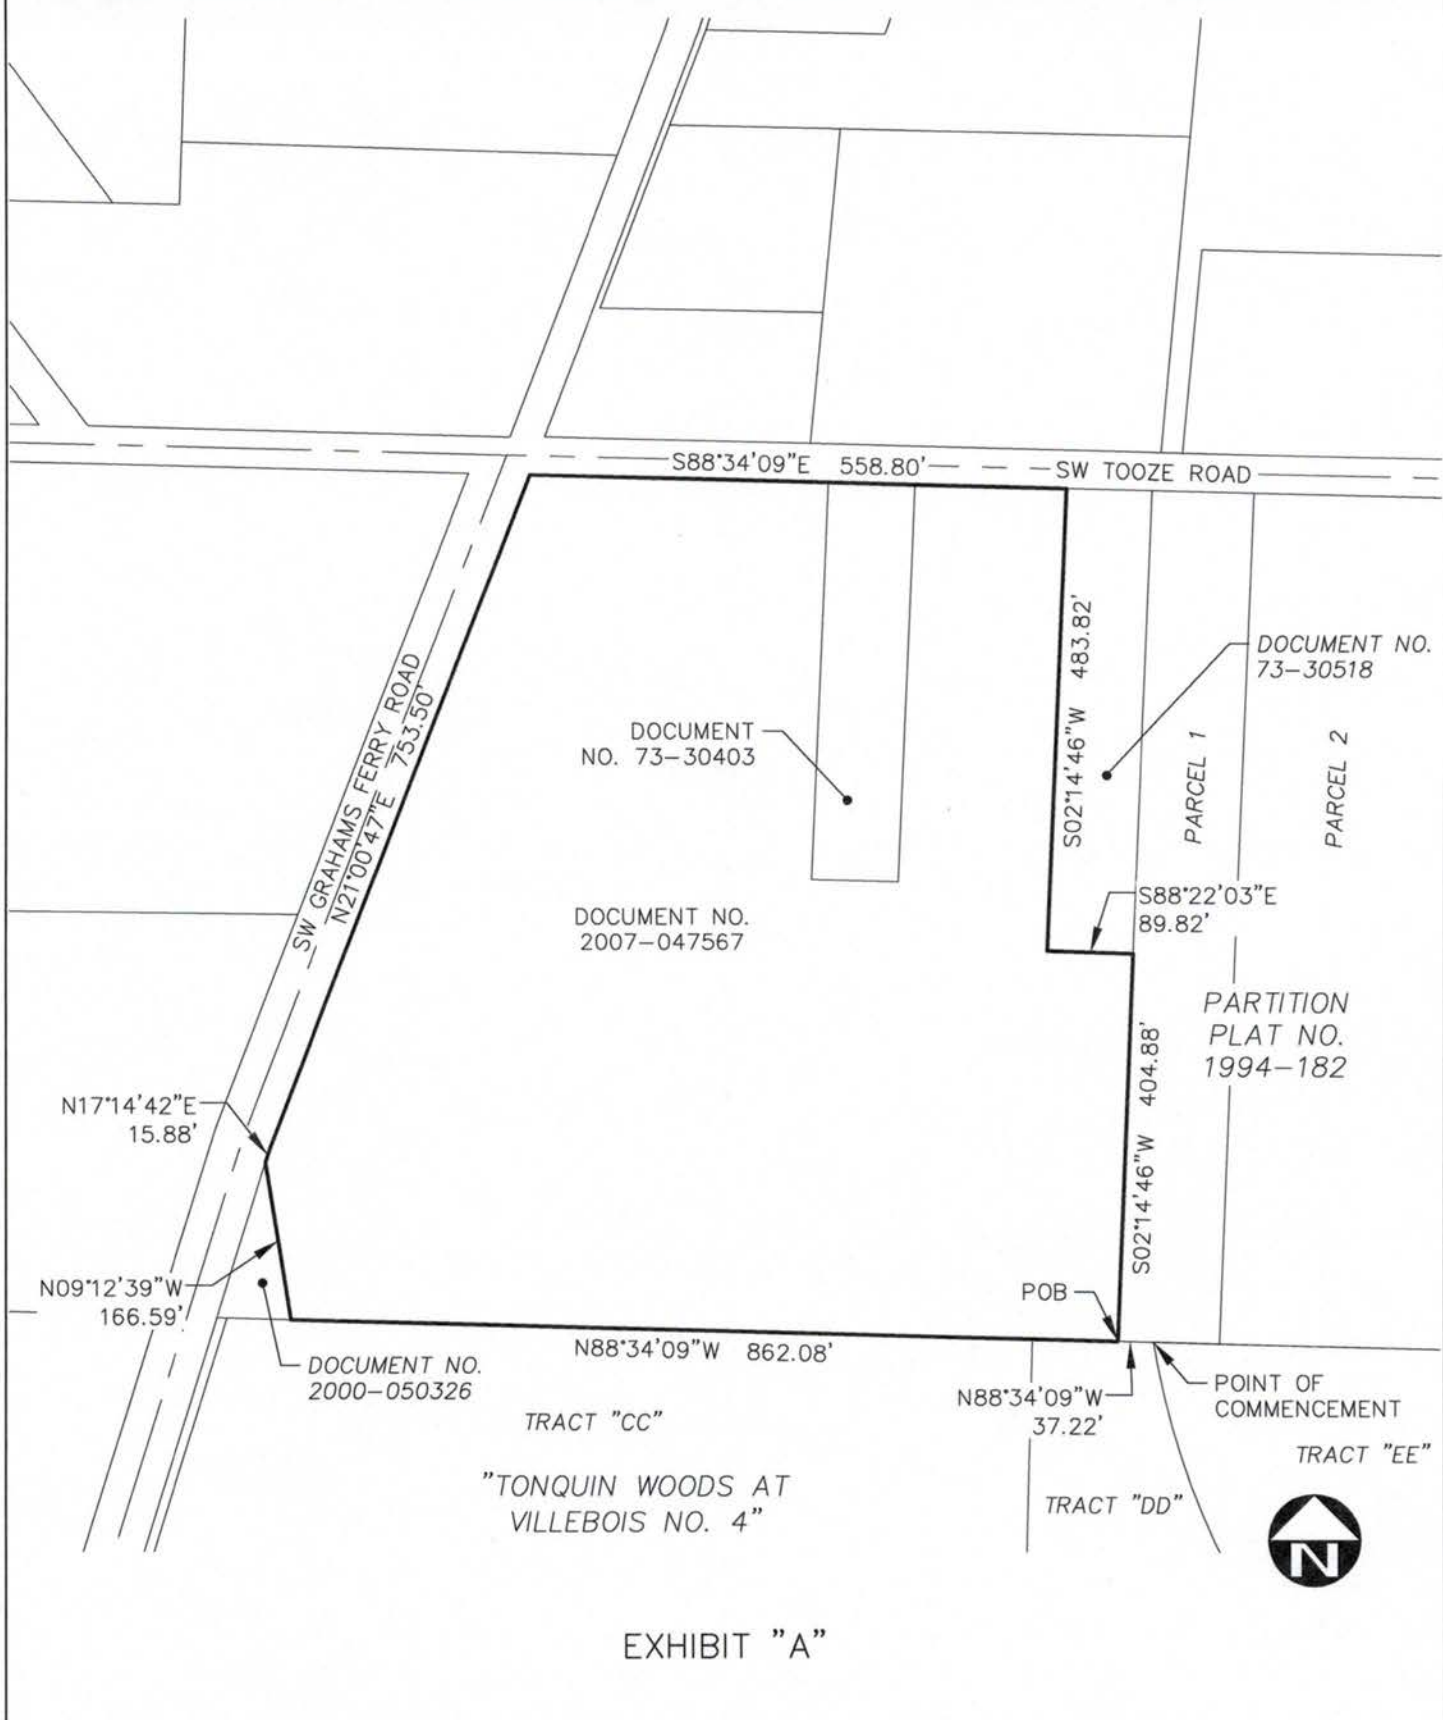 S88°34'09"E 558.80'
SW TOOZE ROAD
S02°14'46"W 483.82'
DOCUMENT NO.
73-30518
DOCUMENT
NO. 73-30403
SW GRAHAMS FERRY ROAD
N21°00'47"E 753.50'
PARCEL 1
PARCEL 2
S88°22'03"E
89.82'
DOCUMENT NO.
2007-047567
PARTITION
PLAT NO.
1994-182
S02°14'46"W 404.88'
N17°14'42"E
15.88'
N09°12'39"W
166.59'
POB
DOCUMENT NO.
2000-050326
N88°34'09"W 862.08'
N88°34'09"W
37.22'
POINT OF
COMMENCEMENT
TRACT "CC"
TRACT "EE"
"TONQUIN WOODS AT
VILLEBOIS NO. 4"
TRACT "DD"
N
EXHIBIT "A"